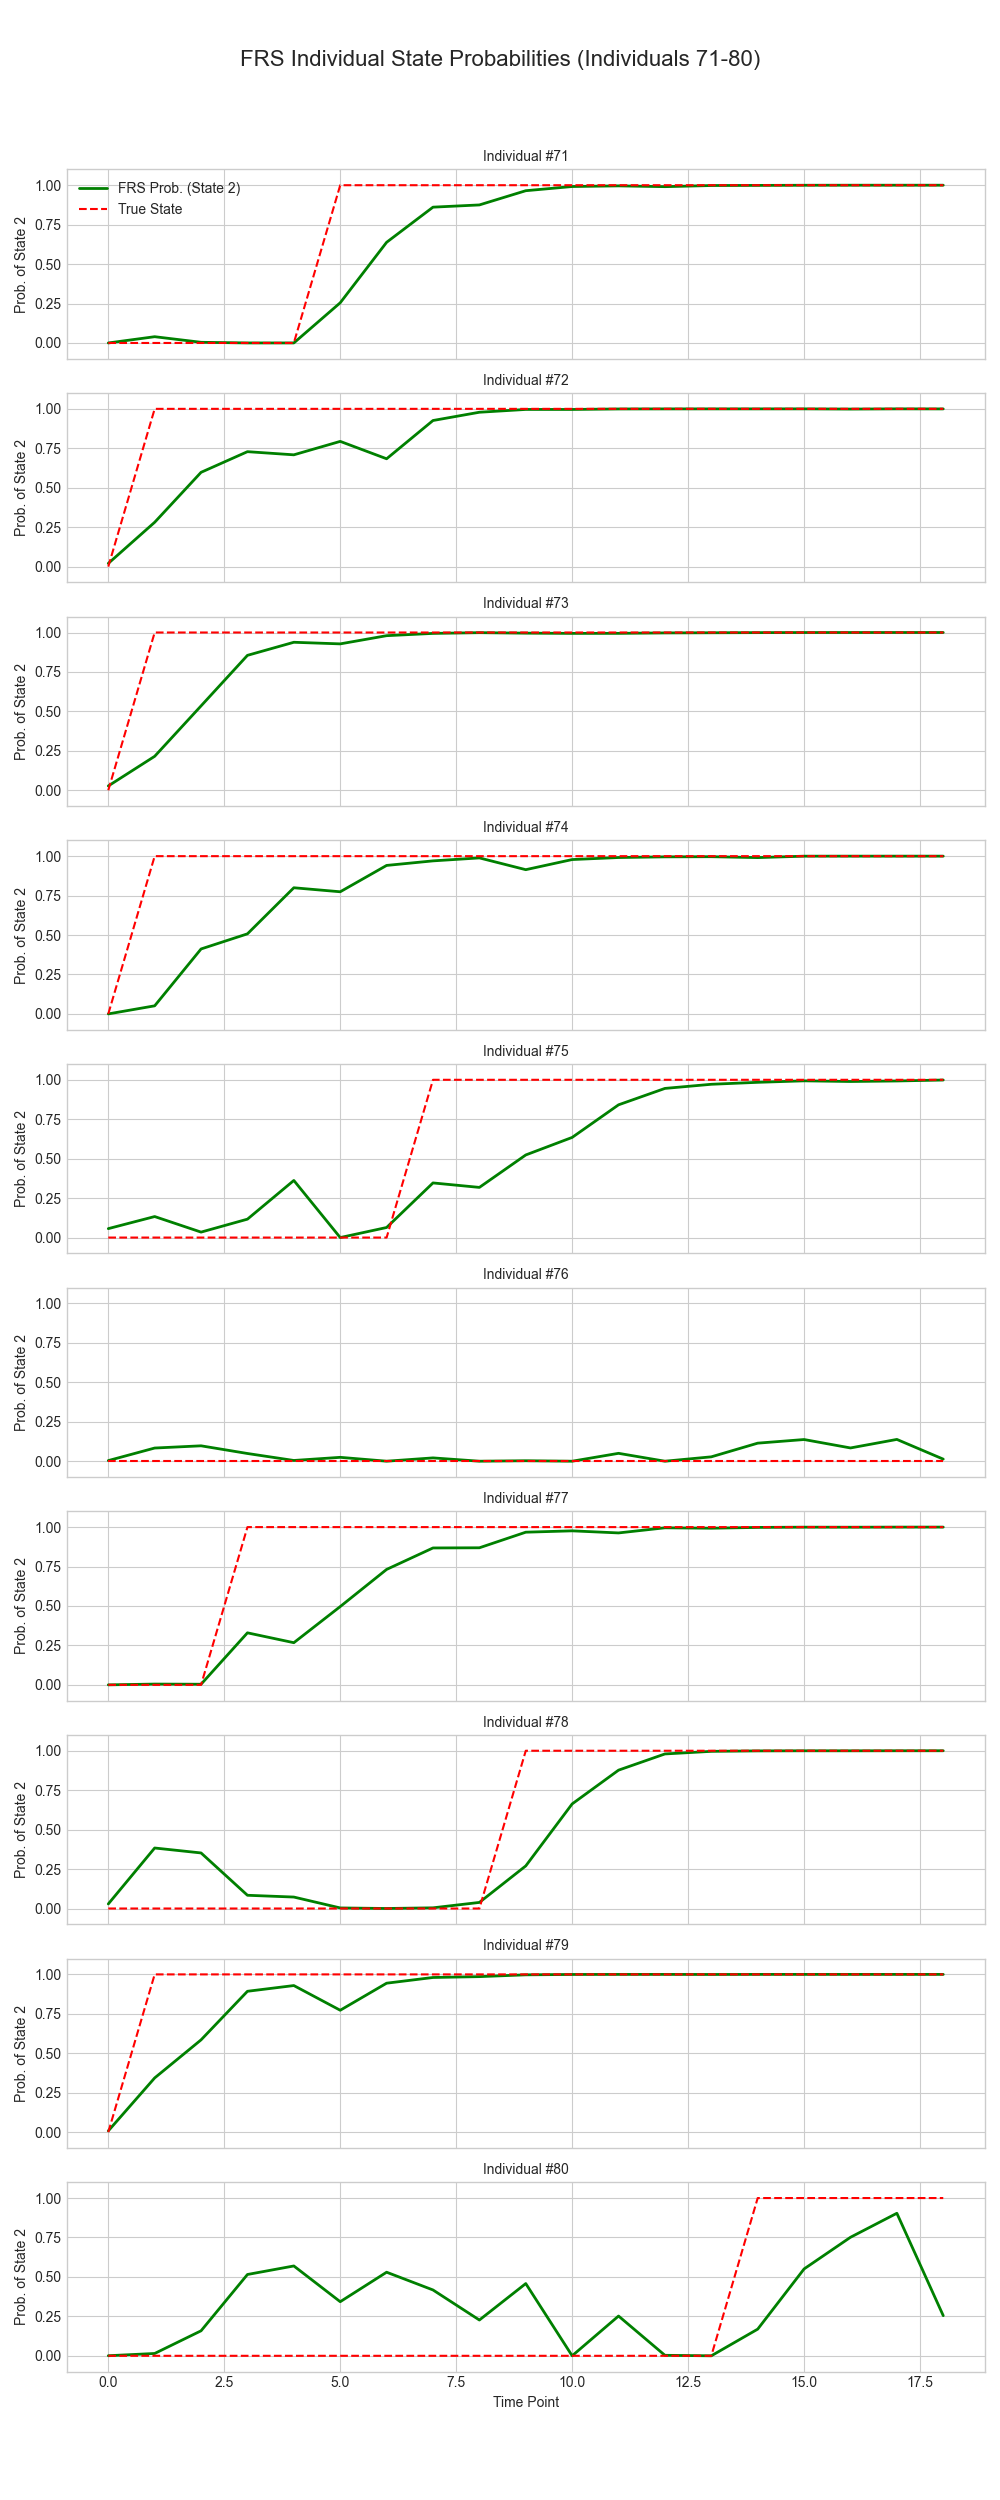 FRS Individual State Probabilities (Individuals 71-80)
Individual #71
FRS Prob. (State 2)
True State
1.00
0.75
0.50
0.25
0.00
Prob. of State 2
Individual #72
1.00
0.75
0.50
0.25
0.00
Prob. of State 2
Individual #73
1.00
0.75
0.50
0.25
0.00
Prob. of State 2
Individual #74
1.00
0.75
0.50
0.25
0.00
Prob. of State 2
Individual #75
1.00
0.75
0.50
0.25
0.00
Prob. of State 2
Individual #76
1.00
0.75
0.50
0.25
0.00
Prob. of State 2
Individual #77
1.00
0.75
0.50
0.25
0.00
Prob. of State 2
Individual #78
1.00
0.75
0.50
0.25
0.00
Prob. of State 2
Individual #79
1.00
0.75
0.50
0.25
0.00
Prob. of State 2
Individual #80
1.00
0.75
0.50
0.25
0.00
Prob. of State 2
0.0 2.5 5.0 7.5 10.0 12.5 15.0 17.5
Time Point